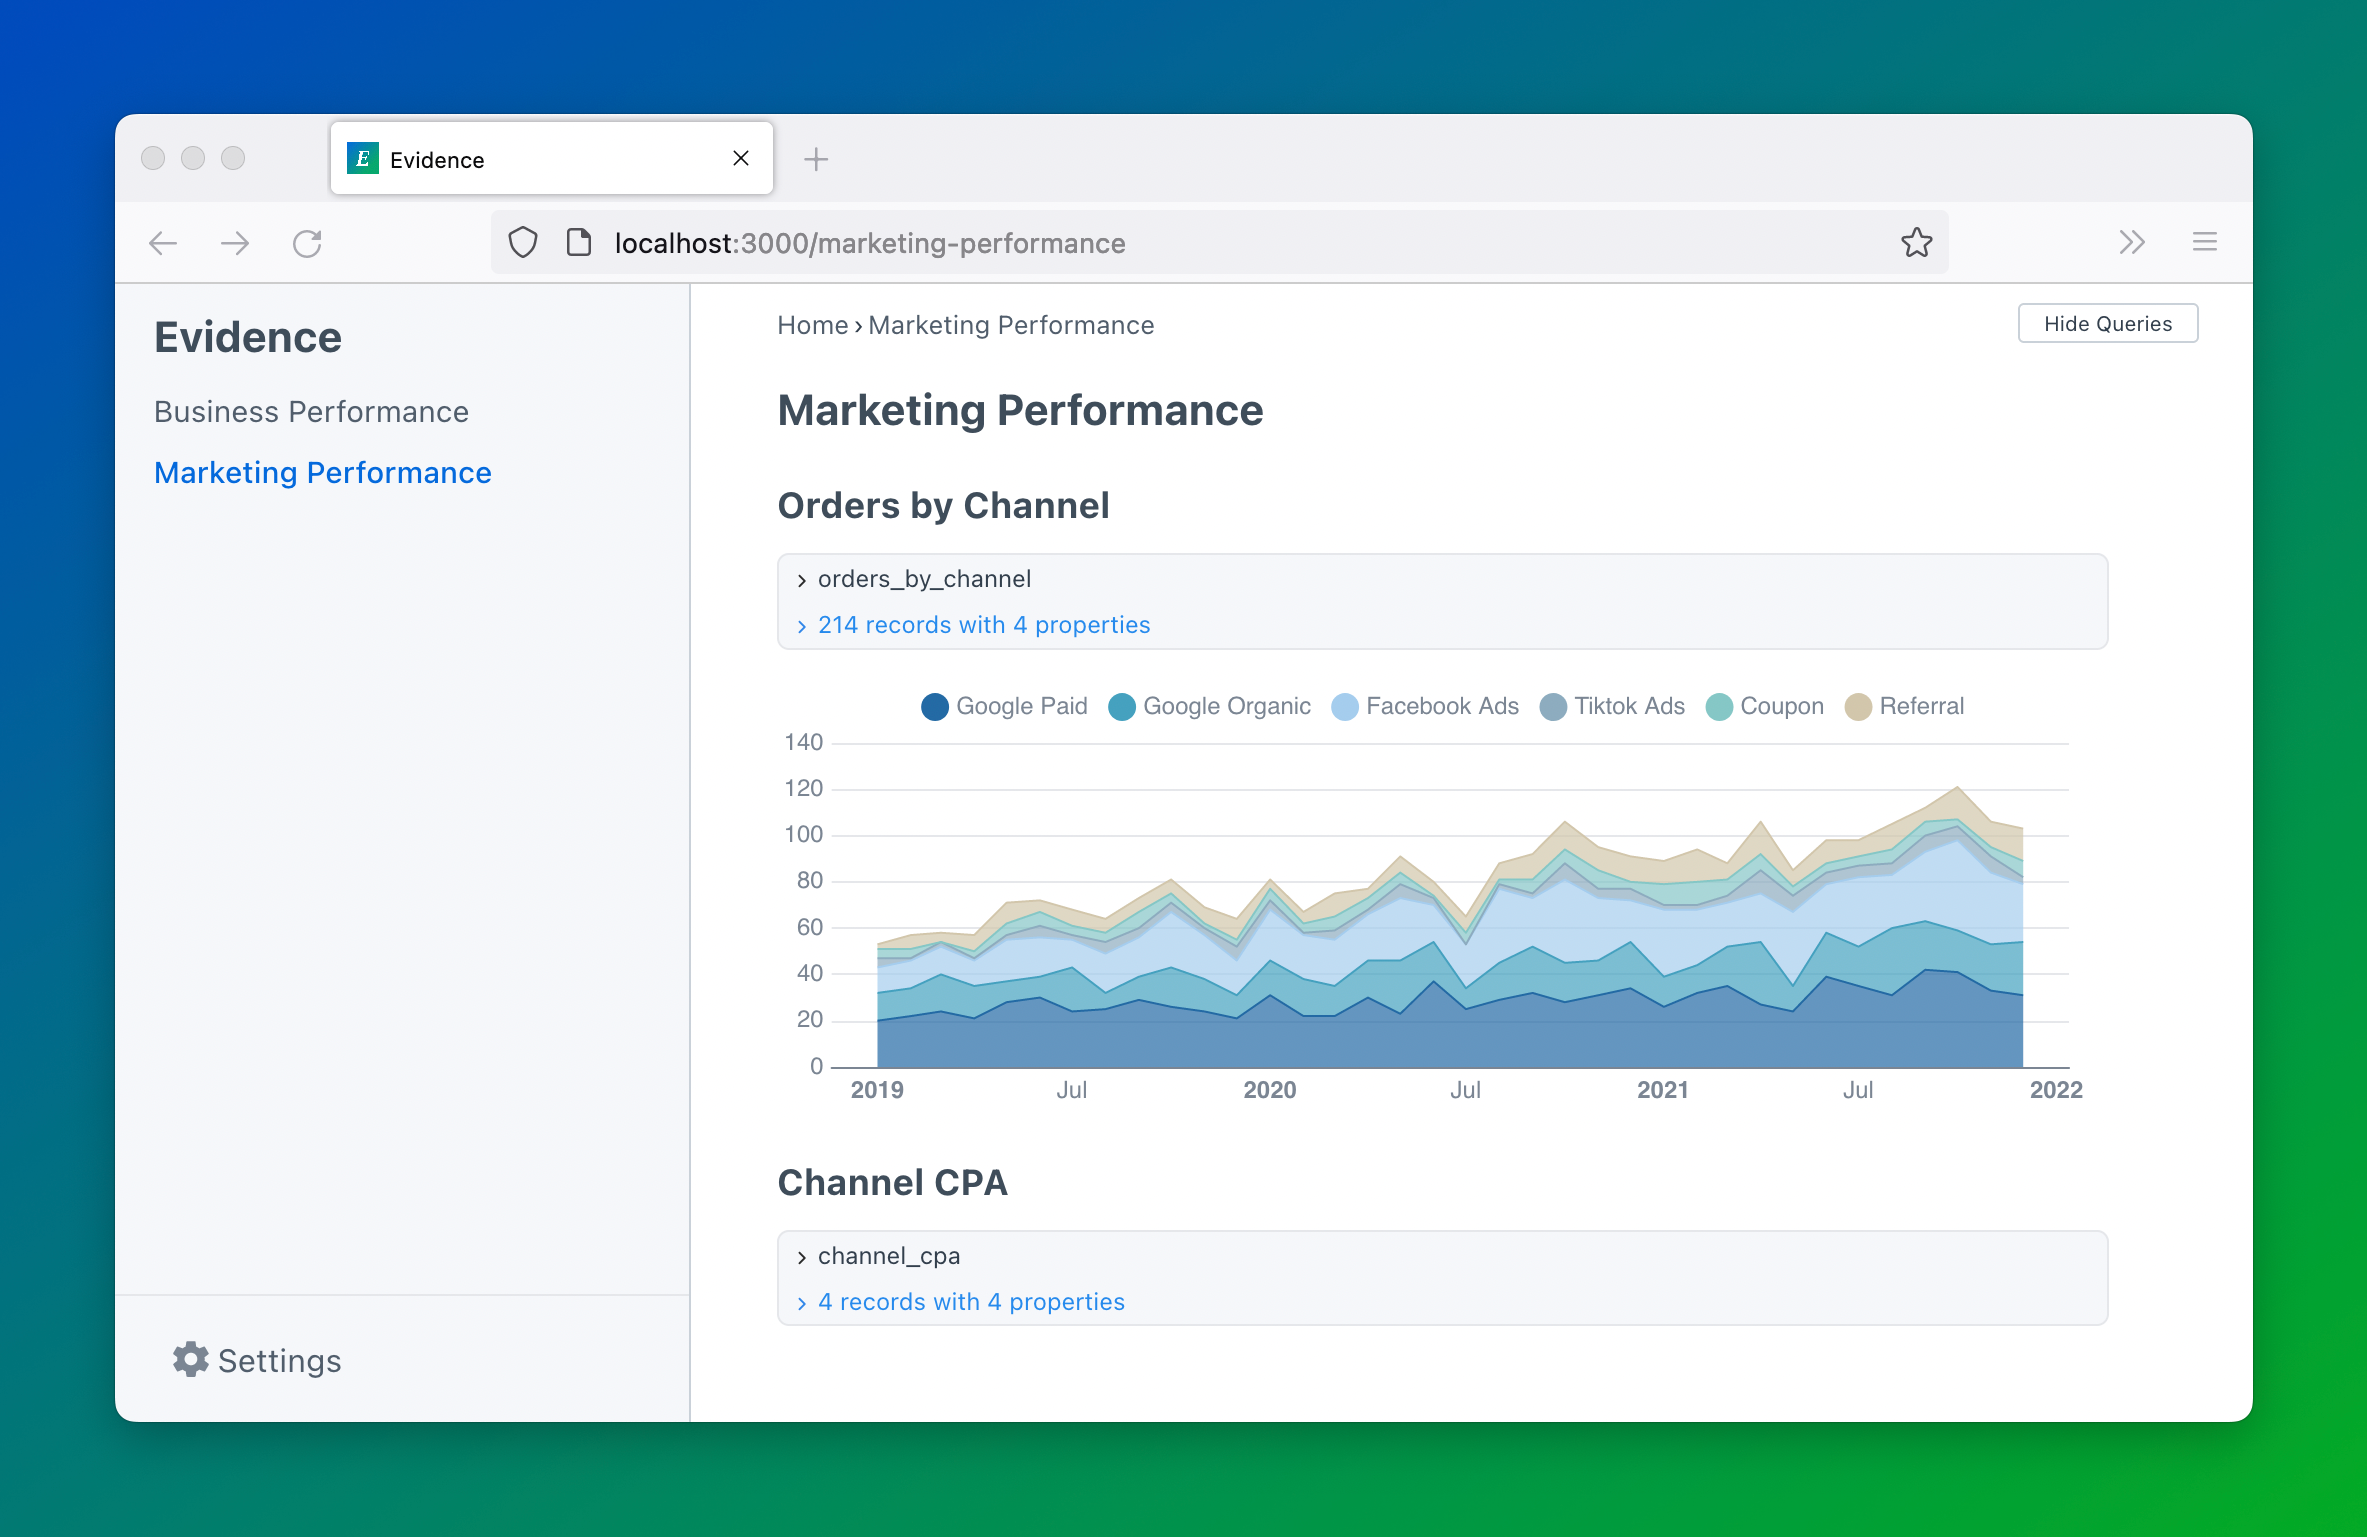 E Evidence
localhost:3000/marketing-performance
Evidence
Business Performance
Marketing Performance
Settings
Home › Marketing Performance
Hide Queries
Marketing Performance
Orders by Channel
orders_by_channel
214 records with 4 properties
Google Paid Google Organic Facebook Ads Tiktok Ads Coupon Referral
140
120
100
80
60
40
20
0
2019 Jul 2020 Jul 2021 Jul 2022
Channel CPA
channel_cpa
4 records with 4 properties